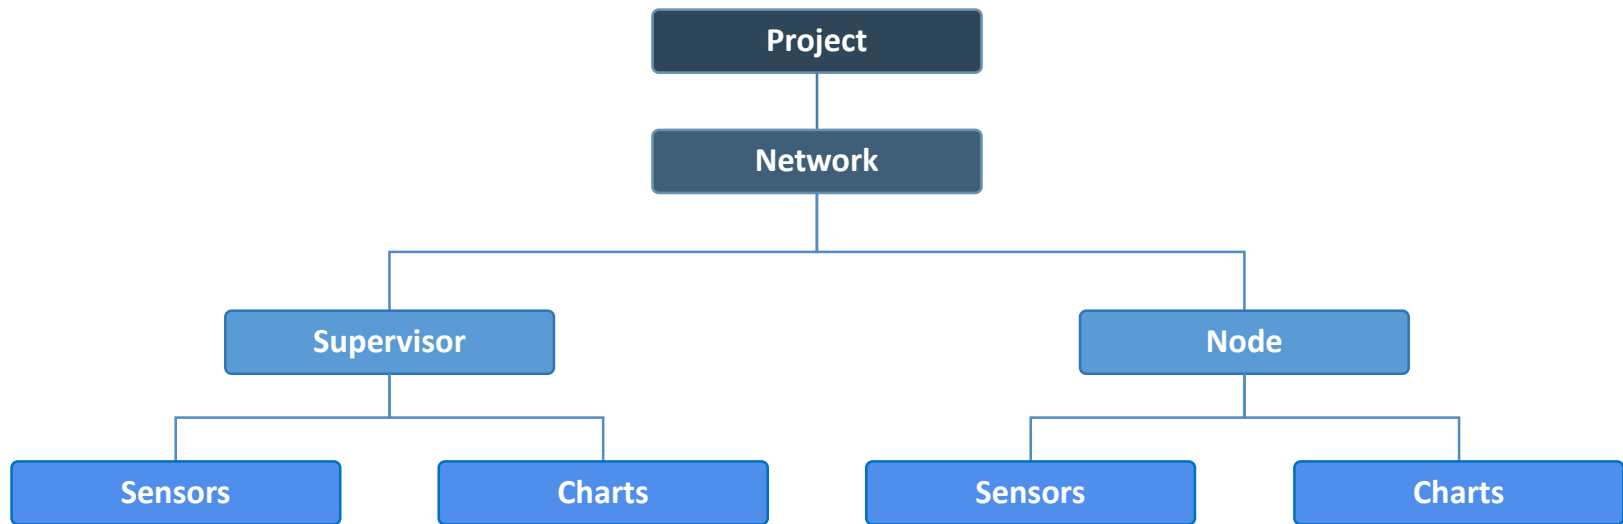 Project
Network
Supervisor
Node
Sensors
Charts
Sensors
Charts